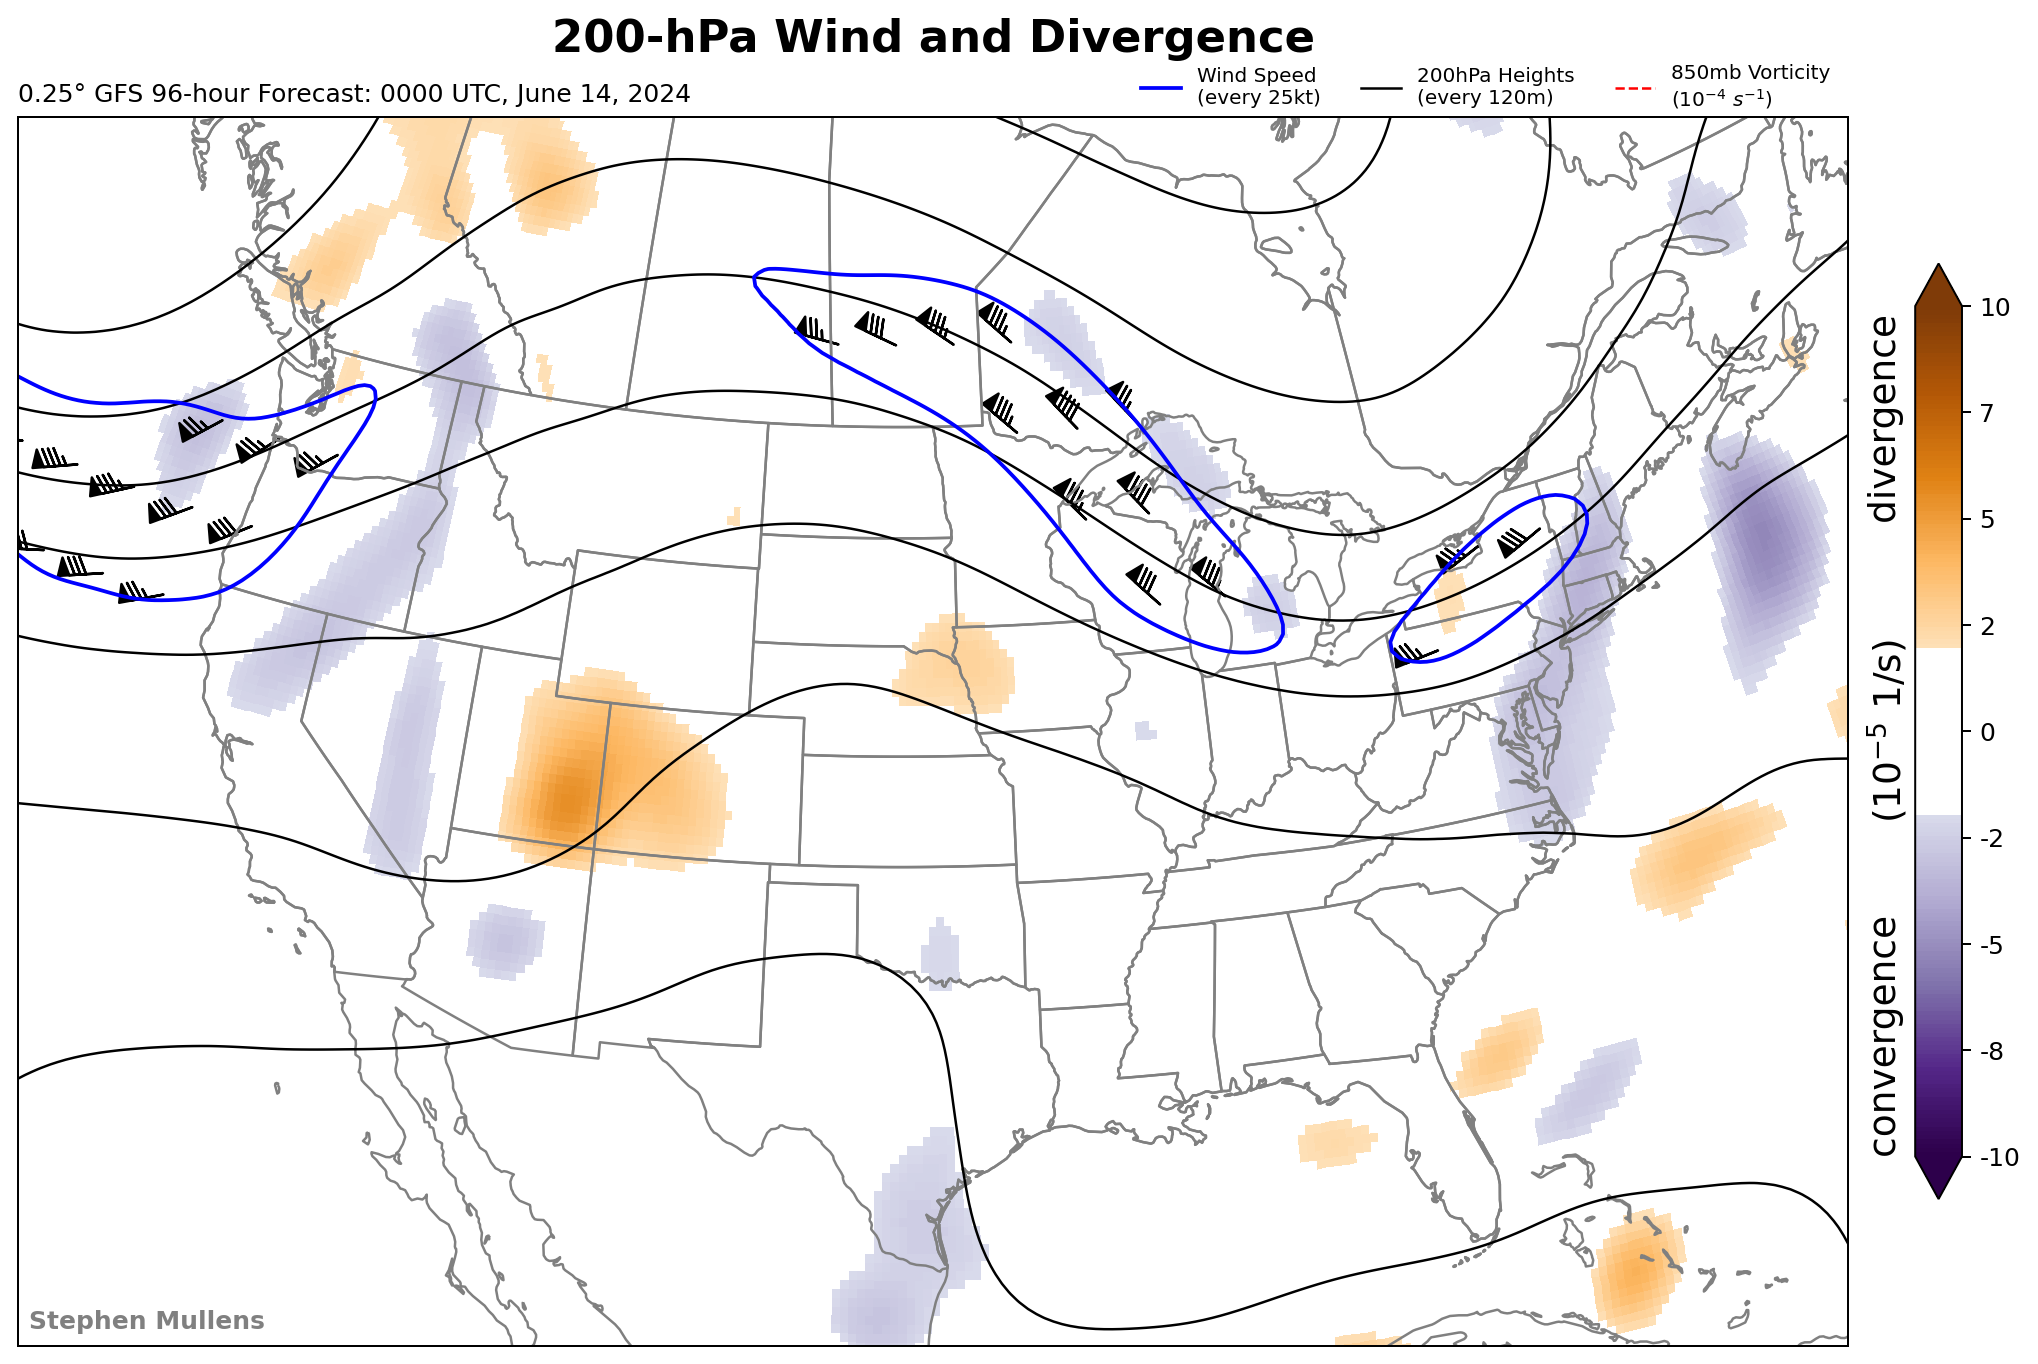 200-hPa Wind and Divergence
0.25° GFS 96-hour Forecast: 0000 UTC, June 14, 2024
Wind Speed
(every 25kt)
200hPa Heights
(every 120m)
850mb Vorticity
(10⁻⁴ s⁻¹)
10
7
5
2
0
-2
-5
-8
-10
convergence (10⁻⁵ 1/s) divergence
Stephen Mullens